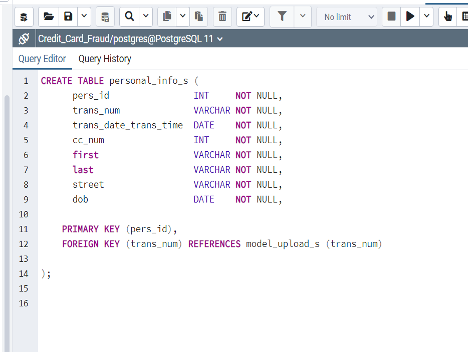 No limit
Credit_Card_Fraud/postgres@PostgreSQL 11
Query Editor Query History
1 CREATE TABLE personal_info_s (
2 pers_id INT NOT NULL,
3 trans_num VARCHAR NOT NULL,
4 trans_date_trans_time DATE NOT NULL,
5 cc_num INT NOT NULL,
6 first VARCHAR NOT NULL,
7 last VARCHAR NOT NULL,
8 street VARCHAR NOT NULL,
9 dob DATE NOT NULL,
10
11 PRIMARY KEY (pers_id),
12 FOREIGN KEY (trans_num) REFERENCES model_upload_s (trans_num)
13
14 );
15
16